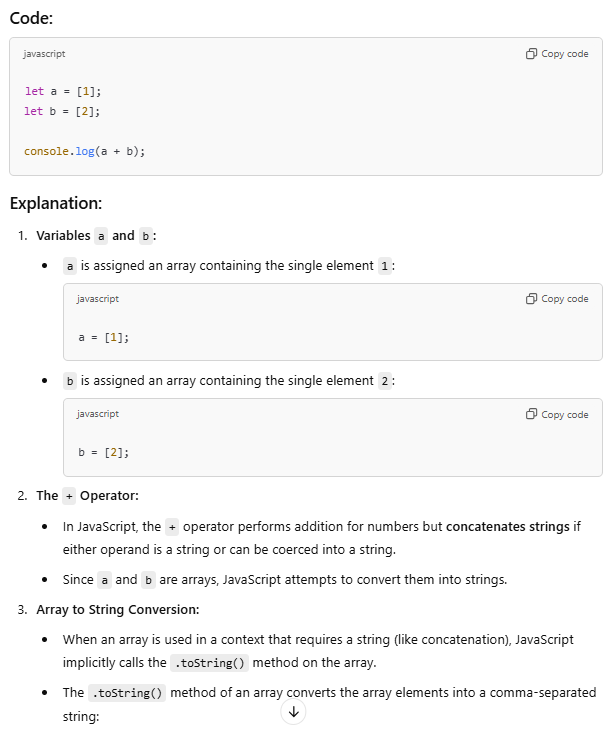 Code:
javascript Copy code
let a = [1];
let b = [2];
console.log(a + b);
Explanation:
1. Variables a and b:
• a is assigned an array containing the single element 1:
javascript Copy code
a = [1];
• b is assigned an array containing the single element 2:
javascript Copy code
b = [2];
2. The + Operator:
• In JavaScript, the + operator performs addition for numbers but concatenates strings if
either operand is a string or can be coerced into a string.
• Since a and b are arrays, JavaScript attempts to convert them into strings.
3. Array to String Conversion:
• When an array is used in a context that requires a string (like concatenation), JavaScript
implicitly calls the .toString() method on the array.
• The .toString() method of an array converts the array elements into a comma-separated
string: